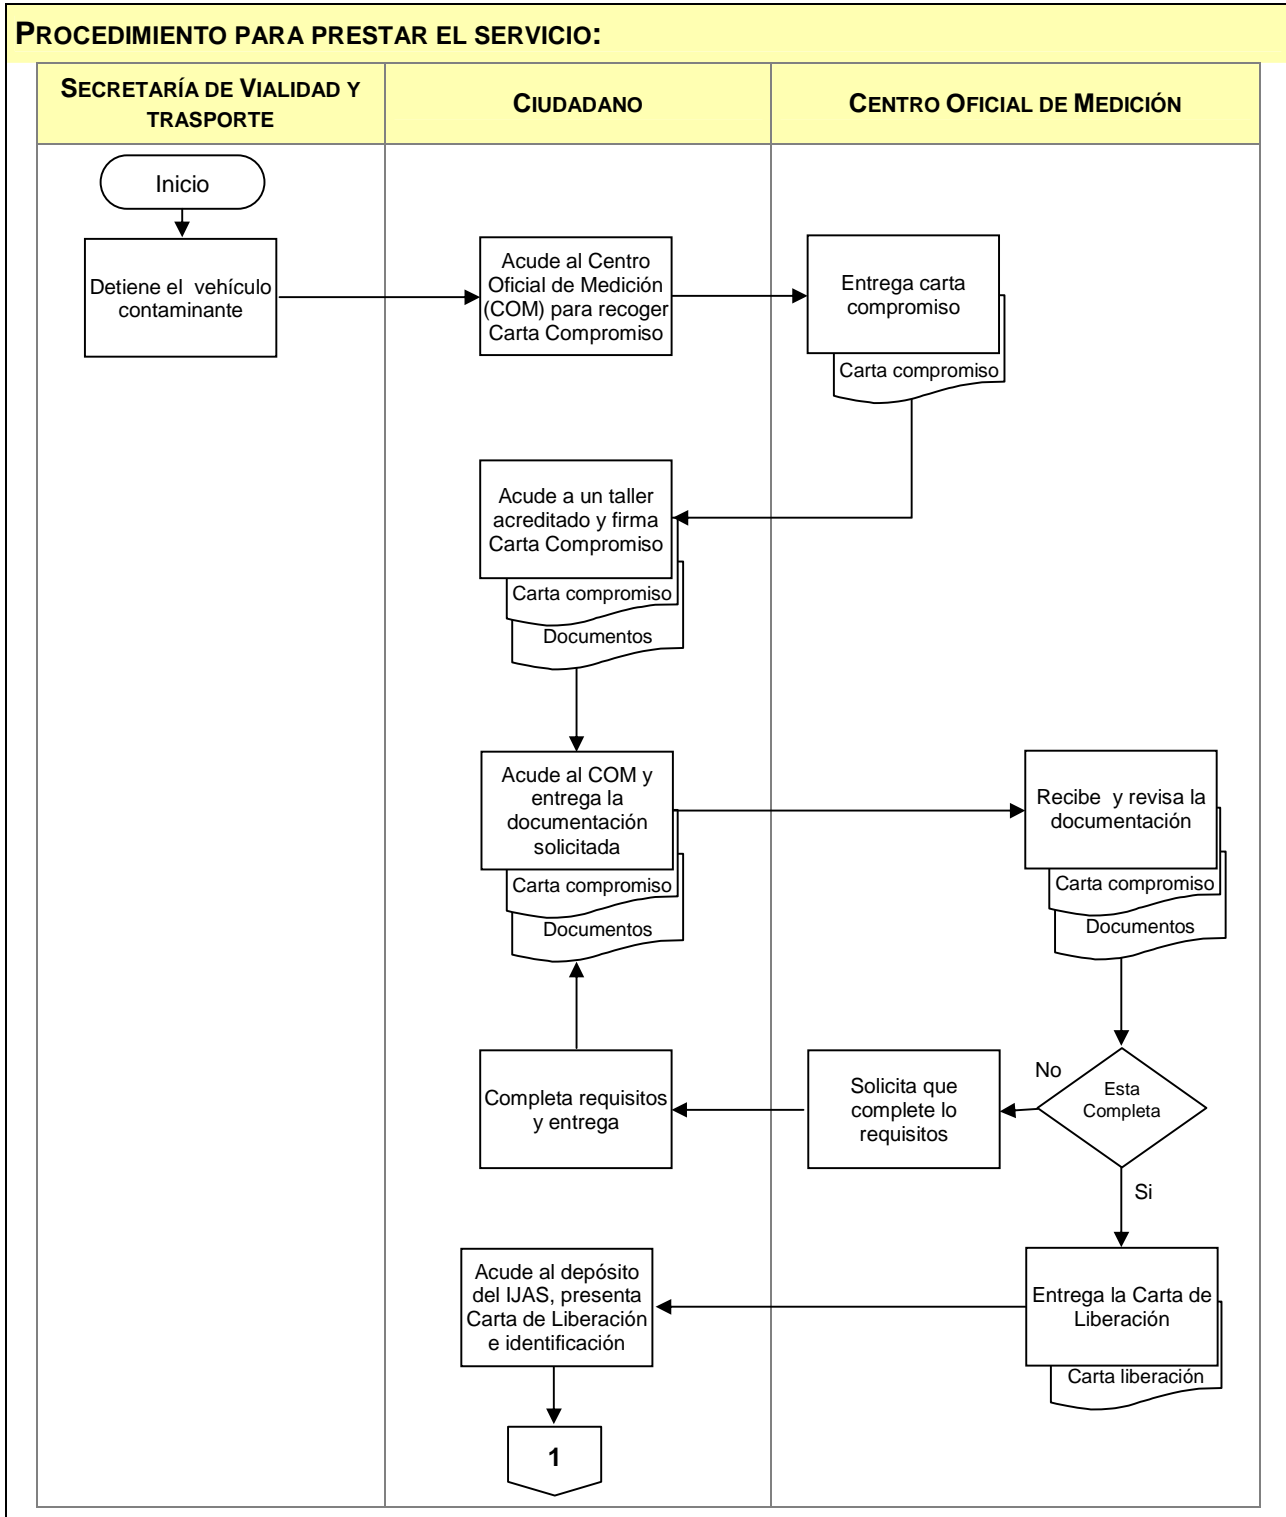 PROCEDIMIENTO PARA PRESTAR EL SERVICIO:
SECRETARÍA DE VIALIDAD Y
TRASPORTE
CIUDADANO
CENTRO OFICIAL DE MEDICIÓN
Inicio
Detiene el vehículo
contaminante
Acude al Centro
Oficial de Medición
(COM) para recoger
Carta Compromiso
Entrega carta
compromiso
Carta compromiso
Acude a un taller
acreditado y firma
Carta Compromiso
Carta compromiso
Documentos
Acude al COM y
entrega la
documentación
solicitada
Carta compromiso
Documentos
Recibe y revisa la
documentación
Carta compromiso
Documentos
Esta
Completa
No
Solicita que
complete lo
requisitos
Completa requisitos
y entrega
Si
Entrega la Carta de
Liberación
Carta liberación
Acude al depósito
del IJAS, presenta
Carta de Liberación
e identificación
1